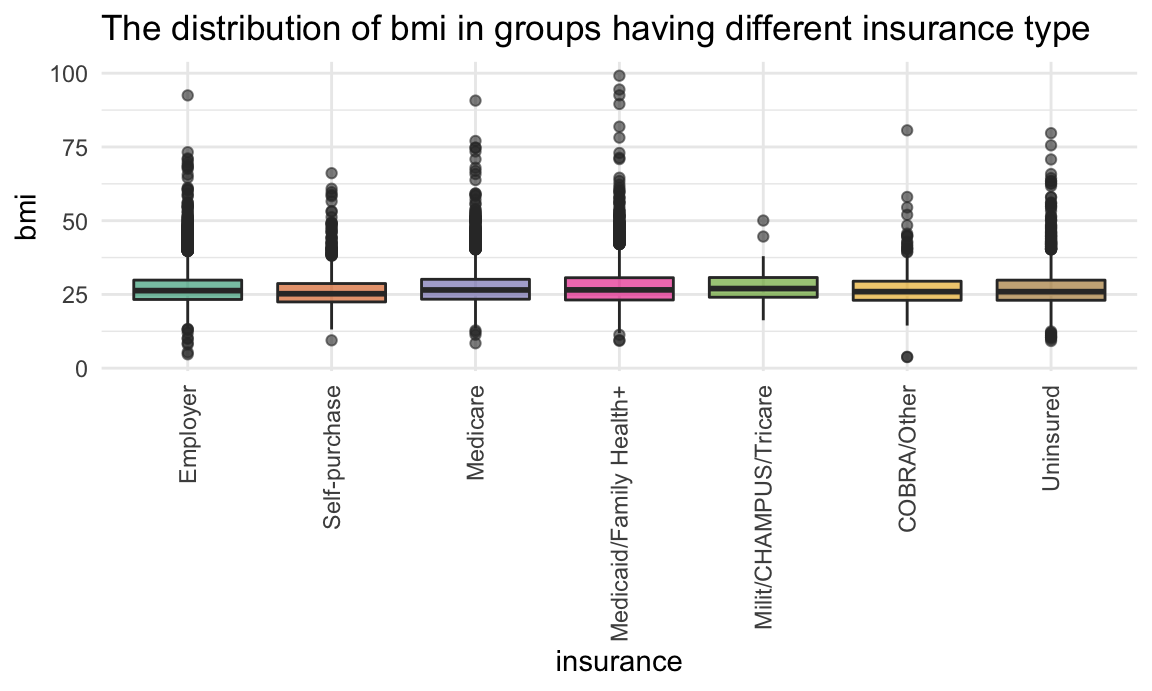 The distribution of bmi in groups having different insurance type
bmi
100
75
50
25
0
Employer
Self-purchase
Medicare
Medicaid/Family Health+
Milit/CHAMPUS/Tricare
COBRA/Other
Uninsured
insurance